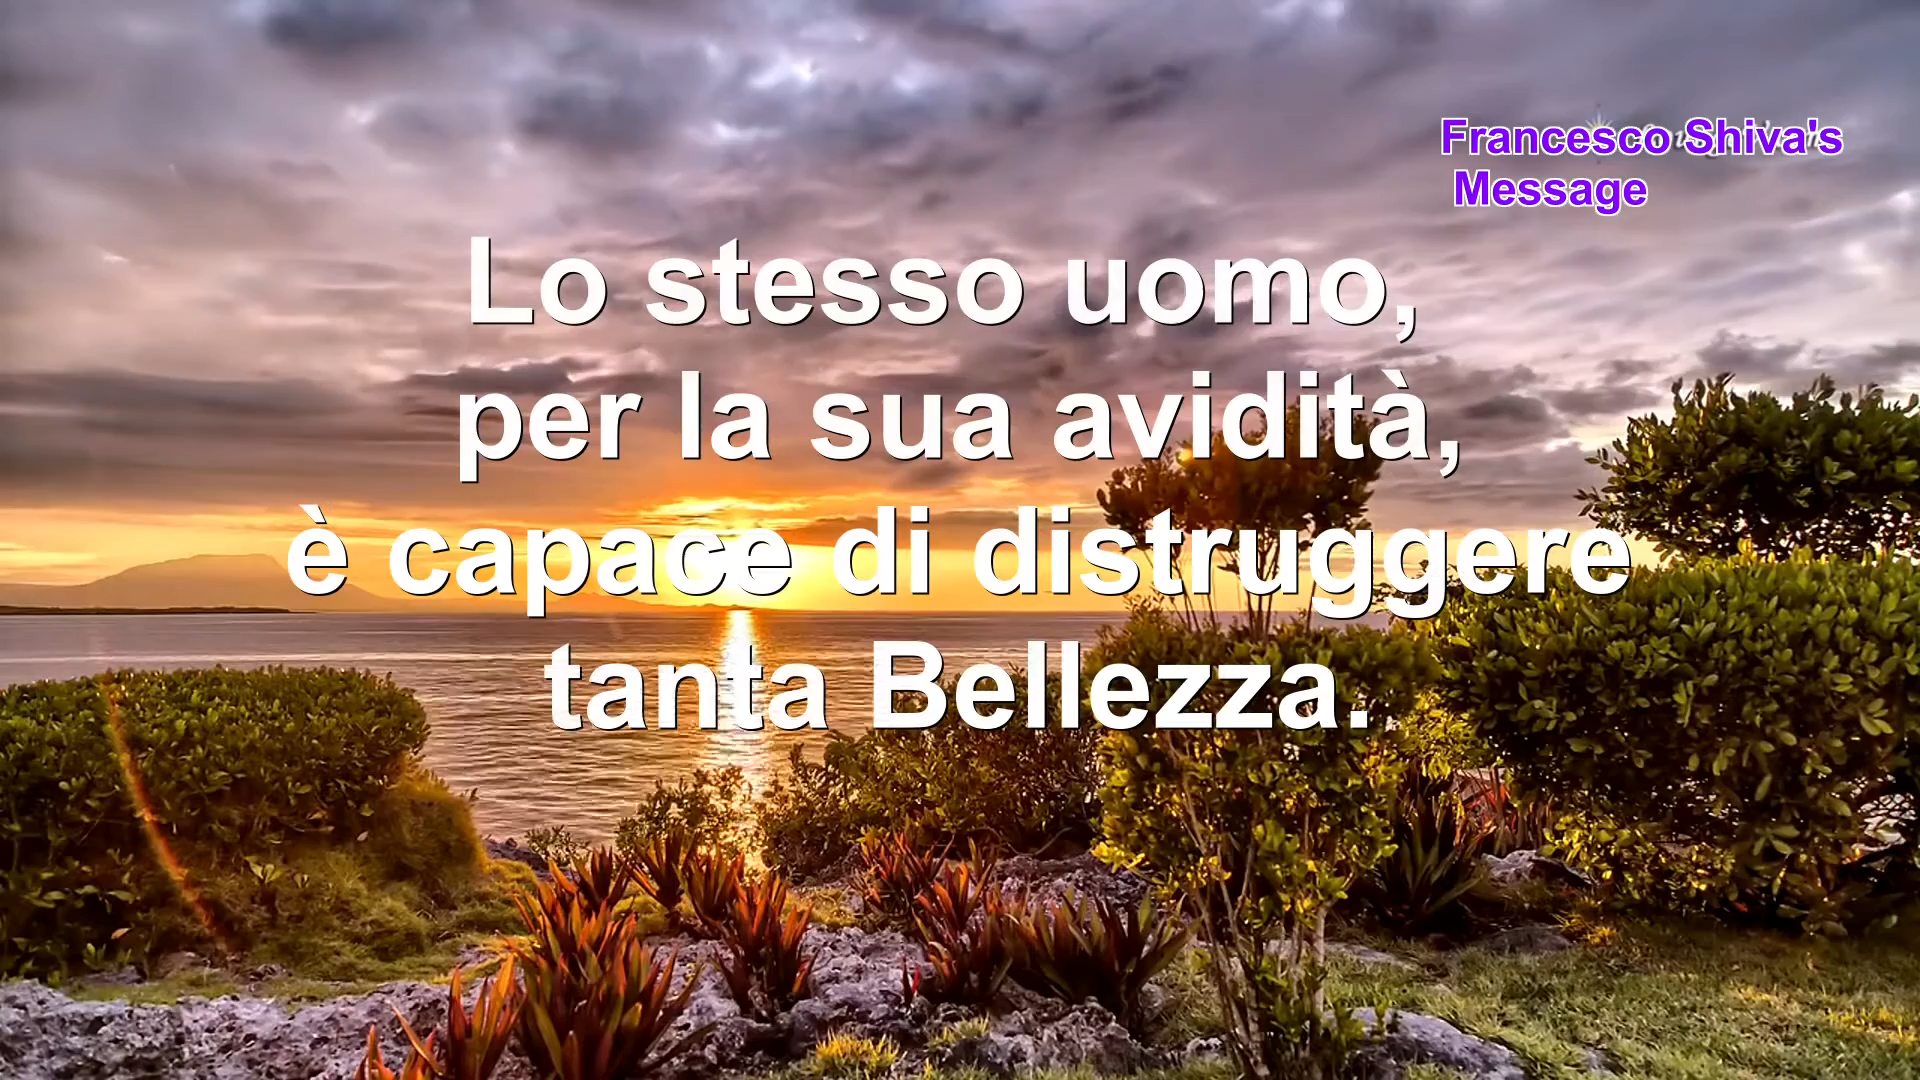 Francesco Shiva's
Message
Lo stesso uomo,
per la sua avidità,
è capace di distruggere
tanta Bellezza.